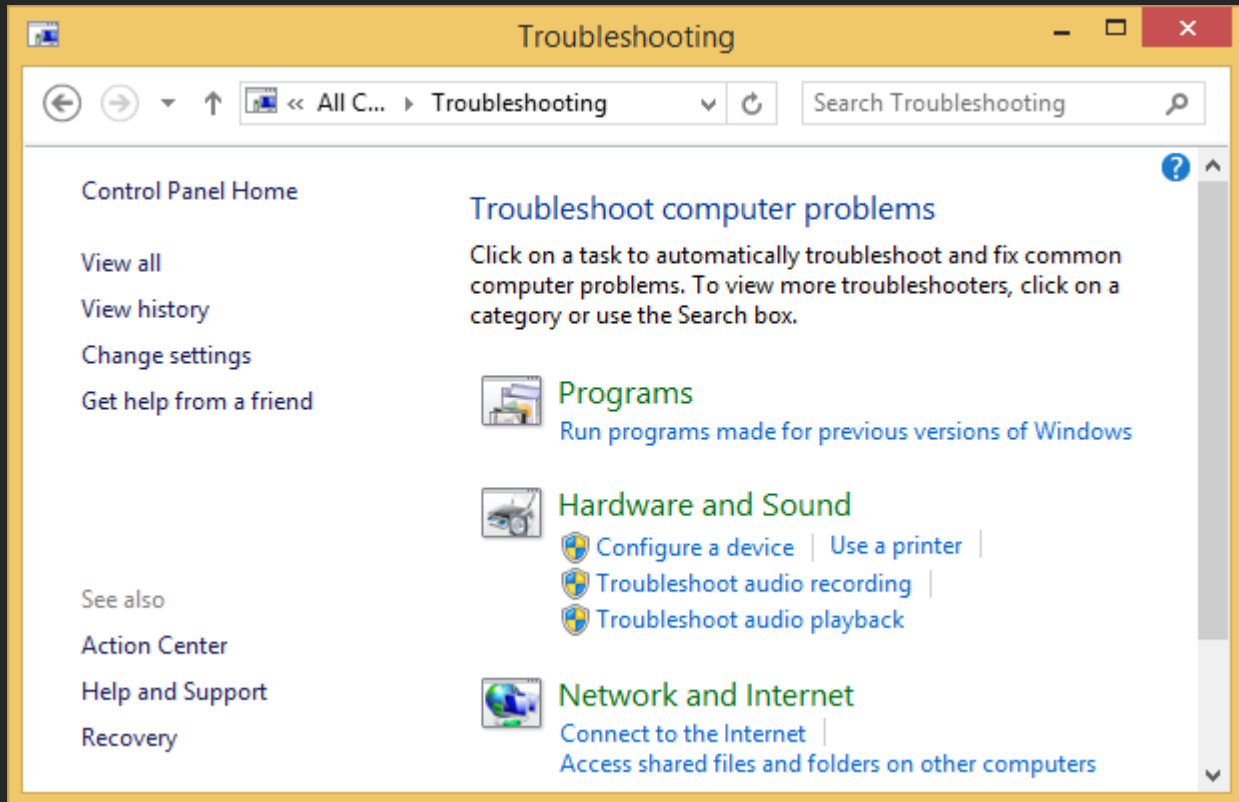 Troubleshooting
« All C... Troubleshooting
Search Troubleshooting
Control Panel Home
View all
View history
Change settings
Get help from a friend
See also
Action Center
Help and Support
Recovery
?
Troubleshoot computer problems
Click on a task to automatically troubleshoot and fix common
computer problems. To view more troubleshooters, click on a
category or use the Search box.
Programs
Run programs made for previous versions of Windows
Hardware and Sound
Configure a device | Use a printer |
Troubleshoot audio recording |
Troubleshoot audio playback
Network and Internet
Connect to the Internet |
Access shared files and folders on other computers